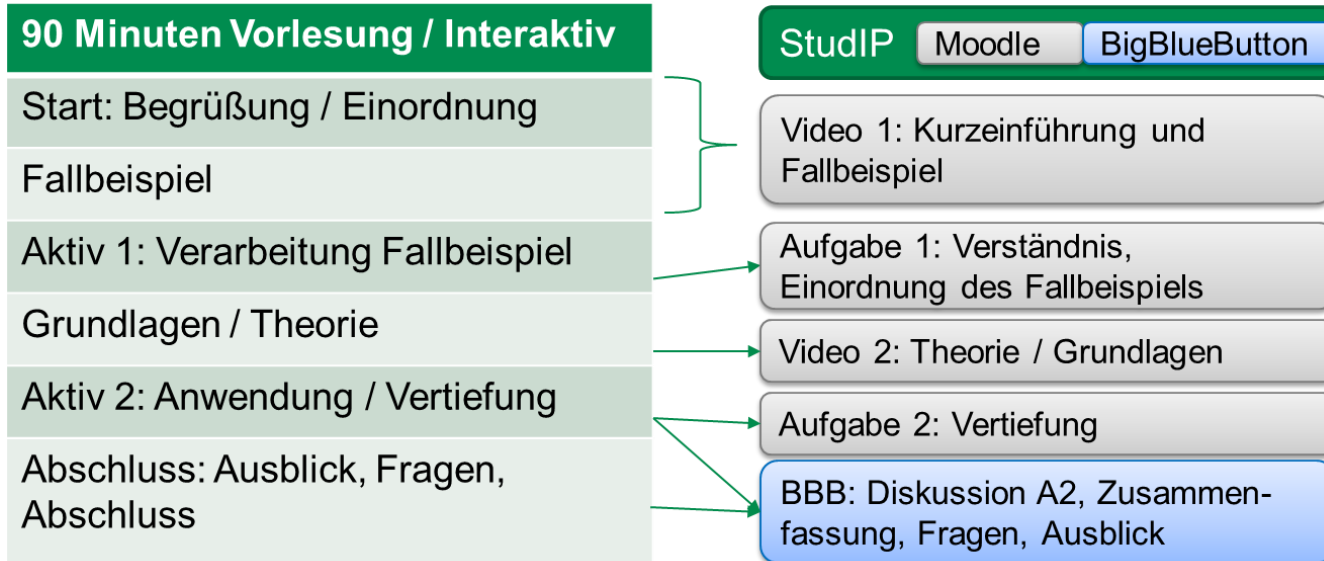 90 Minuten Vorlesung / Interaktiv
Start: Begrüßung / Einordnung
Fallbeispiel
Aktiv 1: Verarbeitung Fallbeispiel
Grundlagen / Theorie
Aktiv 2: Anwendung / Vertiefung
Abschluss: Ausblick, Fragen,
Abschluss
StudIP Moodle BigBlueButton
Video 1: Kurzeinführung und
Fallbeispiel
Aufgabe 1: Verständnis,
Einordnung des Fallbeispiels
Video 2: Theorie / Grundlagen
Aufgabe 2: Vertiefung
BBB: Diskussion A2, Zusammen-
fassung, Fragen, Ausblick